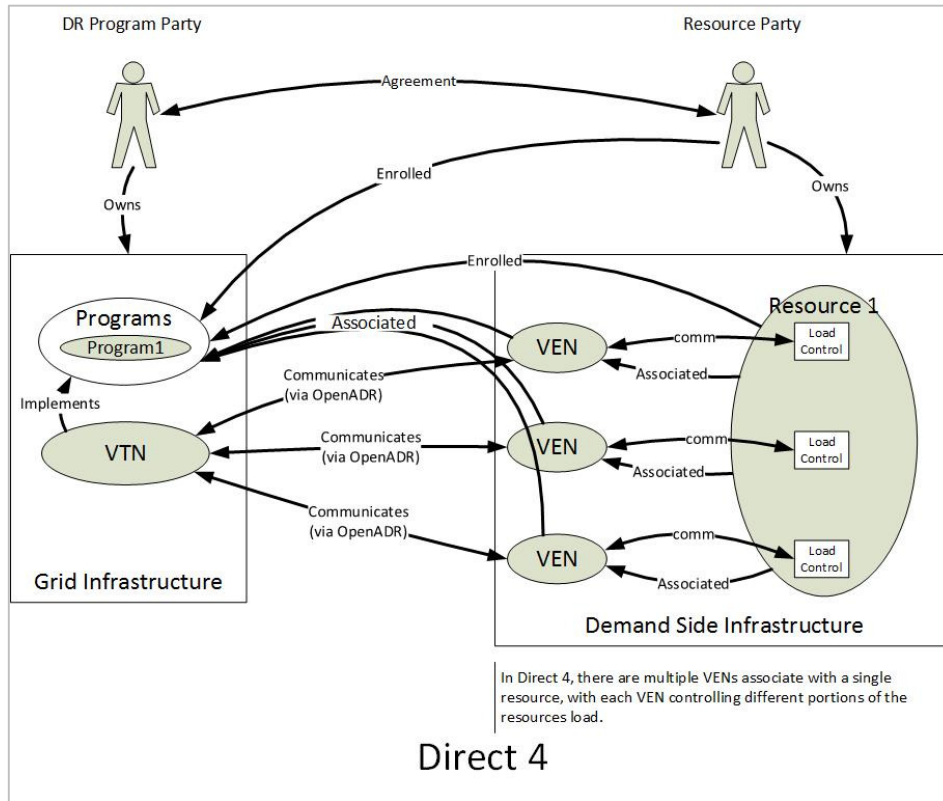 DR Program Party
Resource Party
Agreement
Enrolled
Owns
Owns
Enrolled
Programs
Program1
Associated
Resource 1
Load
Control
VEN
comm
Associated
Communicates
(via OpenADR)
Implements
VTN
Communicates
(via OpenADR)
VEN
comm
Load
Control
Associated
Communicates
(via OpenADR)
VEN
comm
Load
Control
Associated
Grid Infrastructure
Demand Side Infrastructure
In Direct 4, there are multiple VENs associate with a single
resource, with each VEN controlling different portions of the
resources load.
Direct 4